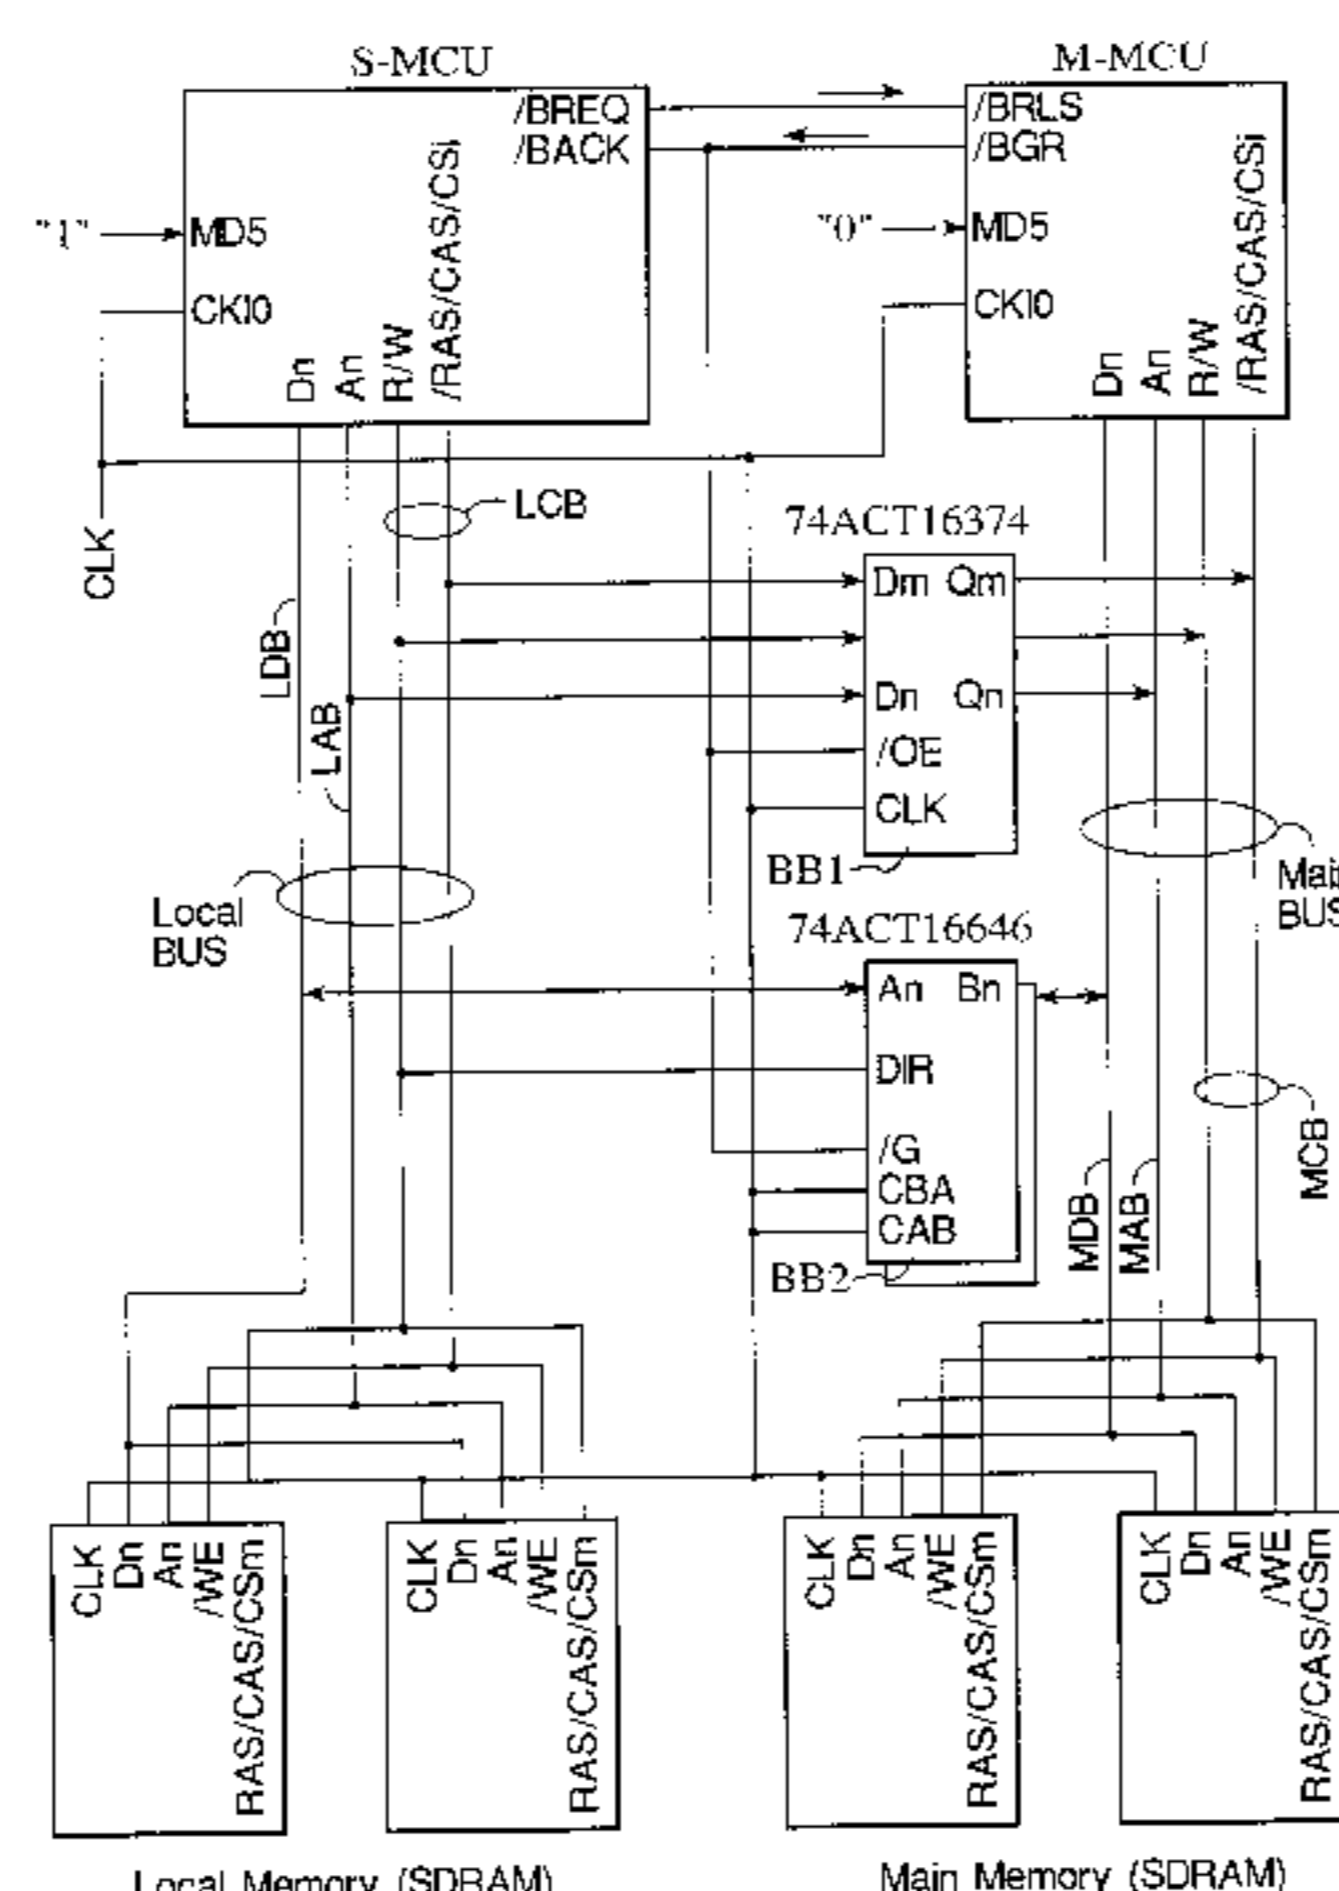 S-MCU
M-MCU
/BREQ
/BACK
/BRLS
/BGR
"1"
MD5
CKI0
Dn
An
R/W
/RAS/CAS/CSi
"0"
MD5
CKI0
Dn
An
R/W
/RAS/CAS/CSi
CLK
LCB
LDB
LAB
74ACT16374
Dm Qm
Dn Qn
/OE
CLK
BB1
Local
BUS
74ACT16646
An Bn
DIR
/G
CBA
CAB
BB2
MDB
MAB
MCB
CLK
Dn
An
/WE
RAS/CAS/CSm
CLK
Dn
An
/WE
RAS/CAS/CSm
CLK
Dn
An
/WE
RAS/CAS/CSm
CLK
Dn
An
/WE
RAS/CAS/CSm
Local Memory (SDRAM)
Main Memory (SDRAM)